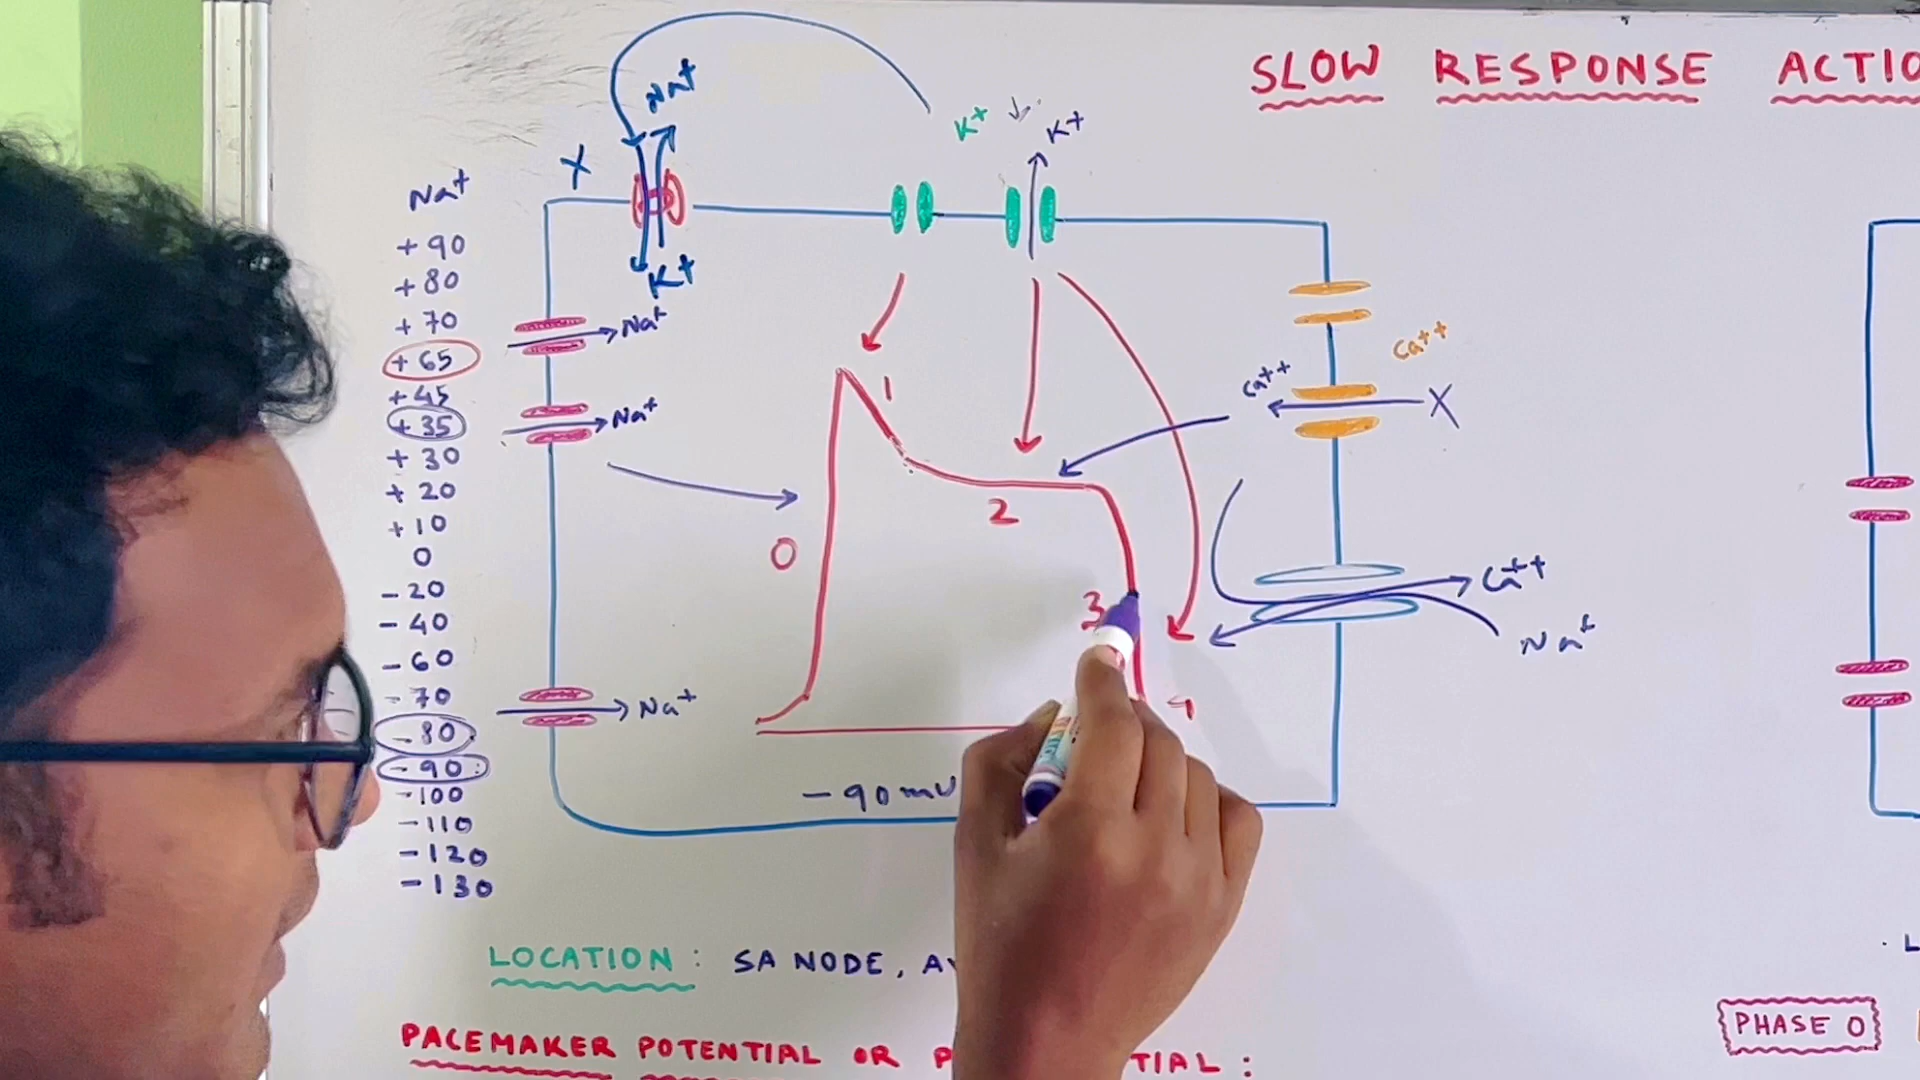 SLOW RESPONSE ACTIO
Na+
K+
K+
X
K+
Na+
+90
+80
+70
+65
+45
+35
+30
+20
+10
0
-20
-40
-60
-70
-80
-90
-100
-110
-120
-130
Na+
Na+
Na+
0
1
2
3
4
Ca++
Ca++
X
Ca++
Na+
-90mV
LOCATION: SA NODE, AV
PACEMAKER POTENTIAL OR P TIAL:
L
PHASE 0